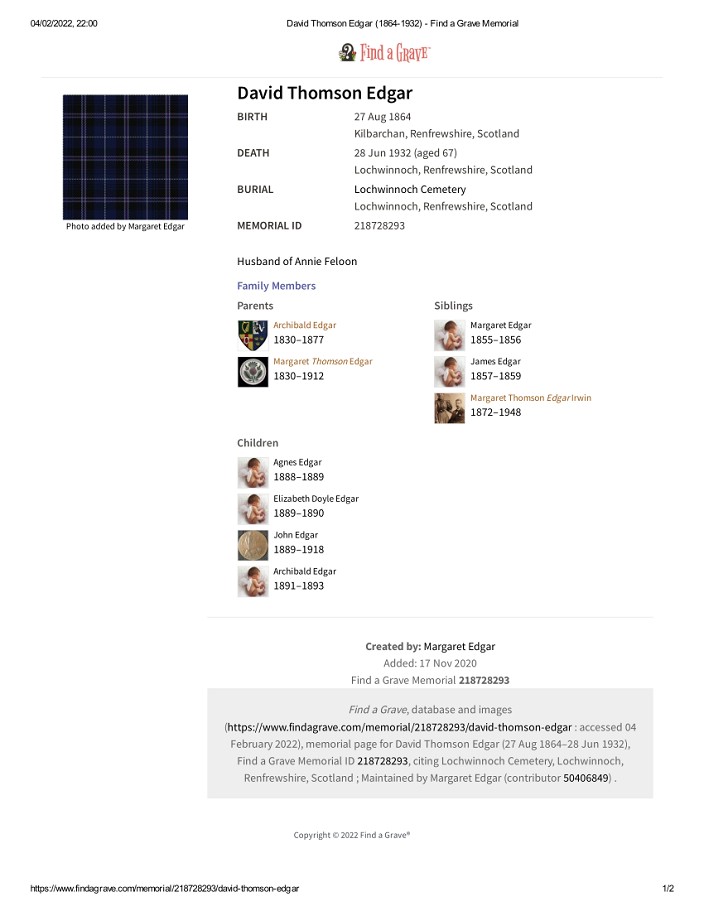 04/02/2022, 22:00
David Thomson Edgar (1864-1932) - Find a Grave Memorial
Find a Grave™
David Thomson Edgar
BIRTH 27 Aug 1864
Kilbarchan, Renfrewshire, Scotland
DEATH 28 Jun 1932 (aged 67)
Lochwinnoch, Renfrewshire, Scotland
BURIAL Lochwinnoch Cemetery
Lochwinnoch, Renfrewshire, Scotland
MEMORIAL ID 218728293
Photo added by Margaret Edgar
Husband of Annie Feloon
Family Members
Parents
Archibald Edgar
1830–1877
Margaret Thomson Edgar
1830–1912
Siblings
Margaret Edgar
1855–1856
James Edgar
1857–1859
Margaret Thomson Edgar Irwin
1872–1948
Children
Agnes Edgar
1888–1889
Elizabeth Doyle Edgar
1889–1890
John Edgar
1889–1918
Archibald Edgar
1891–1893
Created by: Margaret Edgar
Added: 17 Nov 2020
Find a Grave Memorial 218728293
Find a Grave, database and images
(https://www.findagrave.com/memorial/218728293/david-thomson-edgar : accessed 04
February 2022), memorial page for David Thomson Edgar (27 Aug 1864–28 Jun 1932),
Find a Grave Memorial ID 218728293, citing Lochwinnoch Cemetery, Lochwinnoch,
Renfrewshire, Scotland ; Maintained by Margaret Edgar (contributor 50406849) .
Copyright © 2022 Find a Grave®
https://www.findagrave.com/memorial/218728293/david-thomson-edgar
1/2